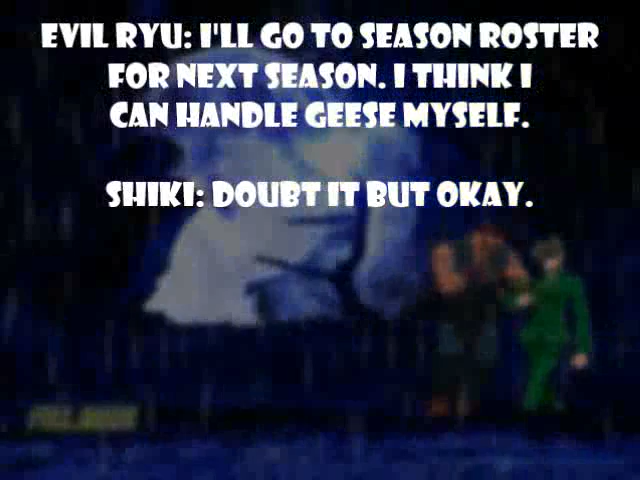 EVIL RYU: I'LL GO TO SEASON ROSTER
FOR NEXT SEASON. I THINK I
CAN HANDLE GEESE MYSELF.
SHIKI: DOUBT IT BUT OKAY.